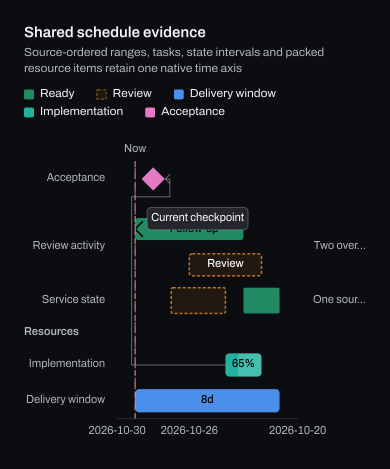 Shared schedule evidence
Source-ordered ranges, tasks, state intervals and packed
resource items retain one native time axis
Ready Review Delivery window
Implementation Acceptance
Now
Acceptance
Current checkpoint
Review activity Two over...
Review
Service state One sour...
Resources
Implementation 65%
Delivery window 8d
2026-10-30 2026-10-26 2026-10-20